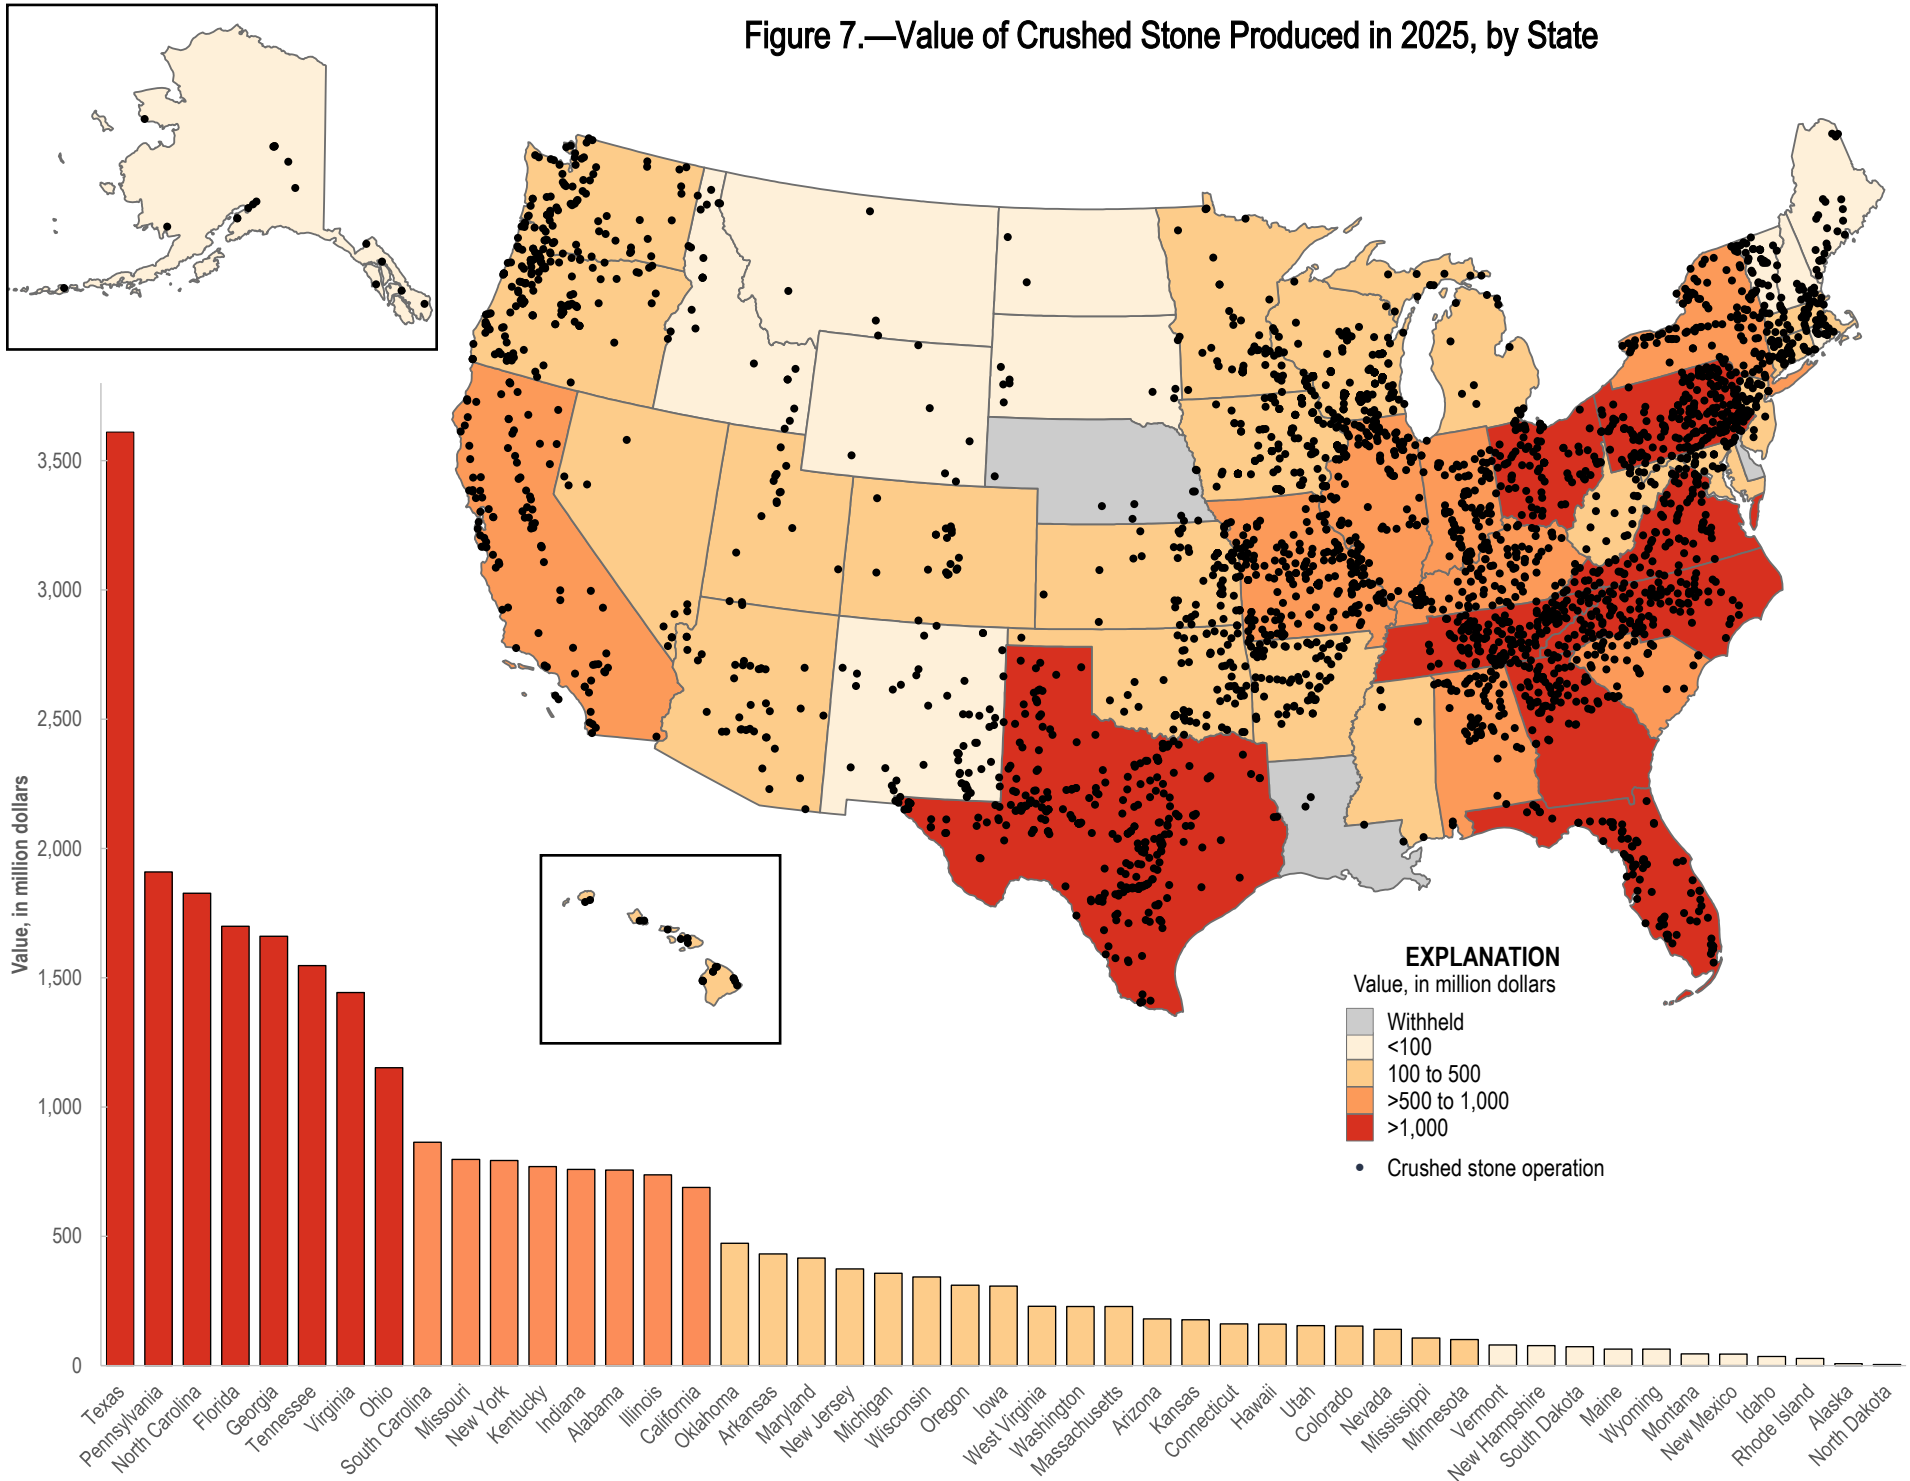 Figure 7.—Value of Crushed Stone Produced in 2025, by State
EXPLANATION
Value, in million dollars
Withheld
<100
100 to 500
>500 to 1,000
>1,000
Crushed stone operation
Value, in million dollars
3,500
3,000
2,500
2,000
1,500
1,000
500
0
Texas
Pennsylvania
North Carolina
Florida
Georgia
Tennessee
Virginia
Ohio
South Carolina
Missouri
New York
Kentucky
Indiana
Alabama
Illinois
California
Oklahoma
Arkansas
Maryland
New Jersey
Michigan
Wisconsin
Oregon
Iowa
West Virginia
Washington
Massachusetts
Arizona
Kansas
Connecticut
Hawaii
Utah
Colorado
Nevada
Mississippi
Minnesota
Vermont
New Hampshire
South Dakota
Maine
Wyoming
Montana
New Mexico
Idaho
Rhode Island
Alaska
North Dakota